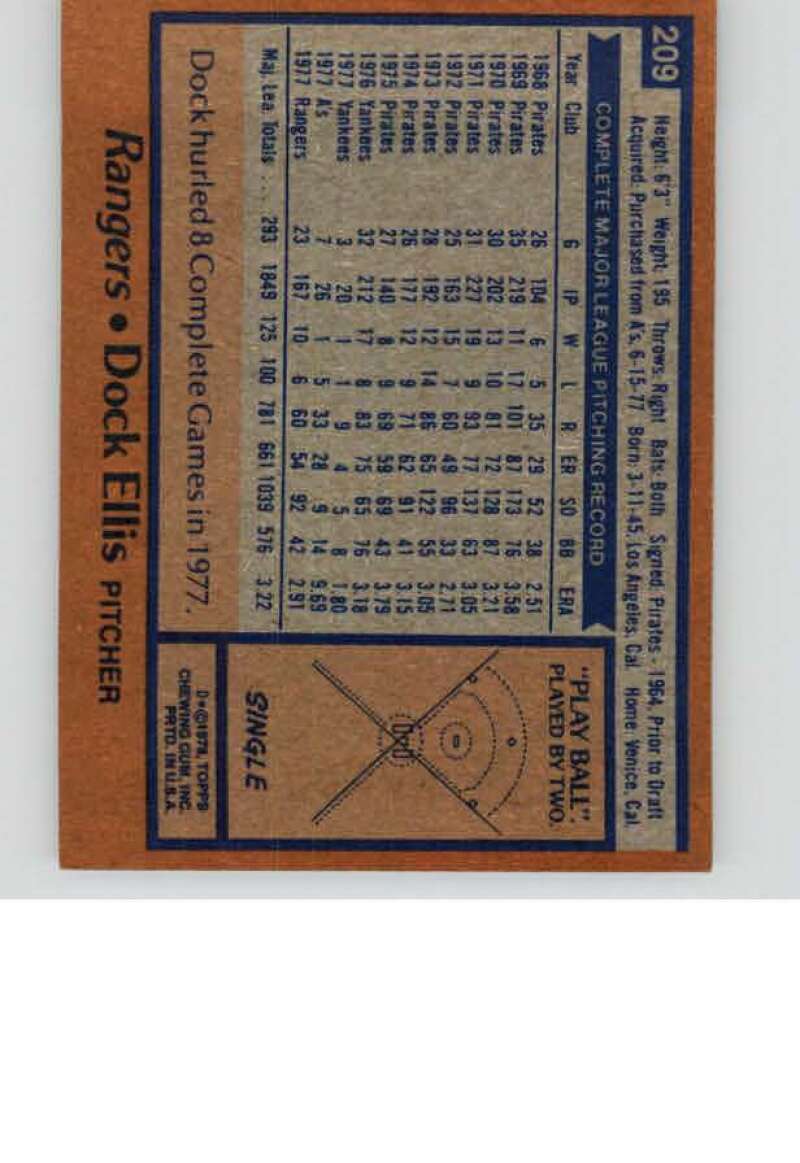 209
Height: 6'3" Weight: 195 Throws: Right Bats: Both Signed: Pirates - 1964, Prior to Draft
Acquired: Purchased from A's, 6-15-77 Born: 3-11-45, Los Angeles, Cal. Home: Venice, Cal.
COMPLETE MAJOR LEAGUE PITCHING RECORD
Year Club G IP W L R ER SO BB ERA
1968 Pirates 26 104 6 5 35 29 52 38 2.51
1969 Pirates 35 219 11 17 101 87 173 76 3.58
1970 Pirates 30 202 13 10 81 72 128 87 3.21
1971 Pirates 31 227 19 9 93 77 137 63 3.05
1972 Pirates 25 163 15 7 60 49 96 33 2.71
1973 Pirates 28 192 12 14 86 65 122 55 3.05
1974 Pirates 26 177 12 9 71 62 91 41 3.15
1975 Pirates 27 140 8 9 69 59 69 43 3.79
1976 Yankees 32 212 17 8 83 75 65 76 3.18
1977 Yankees 3 20 1 1 9 4 5 8 1.80
1977 A's 7 26 1 5 33 28 9 14 9.69
1977 Rangers 23 167 10 6 60 54 92 42 2.91
Maj. Lea. Totals . . . 293 1849 125 100 781 661 1039 576 3.22
Dock hurled 8 Complete Games in 1977.
"PLAY BALL".
PLAYED BY TWO.
SINGLE
D*©1978 TOPPS
CHEWING GUM, INC.
PRTD. IN U.S.A.
Rangers • Dock Ellis PITCHER